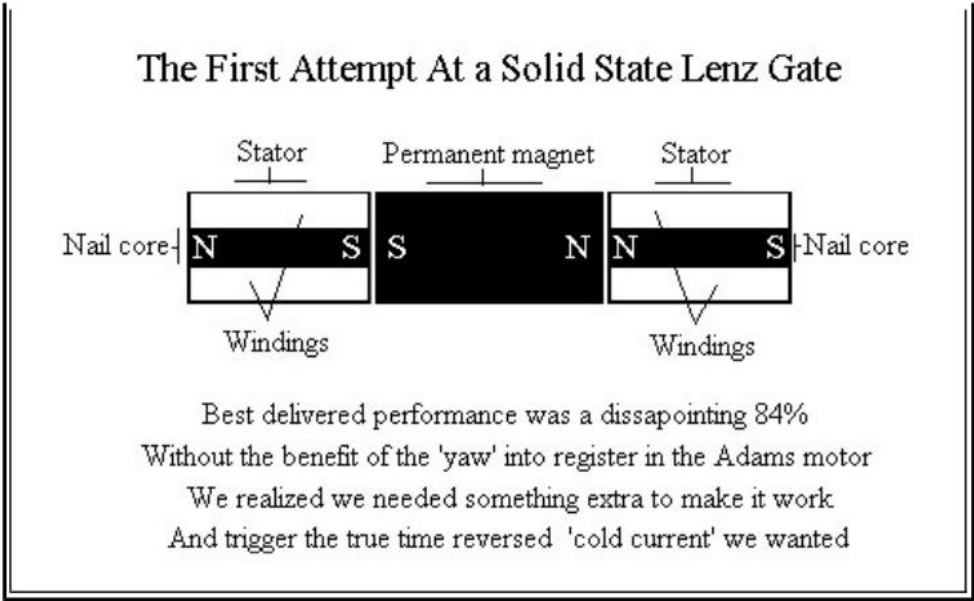 The First Attempt At a Solid State Lenz Gate
Stator Permanent magnet Stator
Nail core N S S N N S Nail core
Windings Windings
Best delivered performance was a dissapointing 84%
Without the benefit of the 'yaw' into register in the Adams motor
We realized we needed something extra to make it work
And trigger the true time reversed 'cold current' we wanted